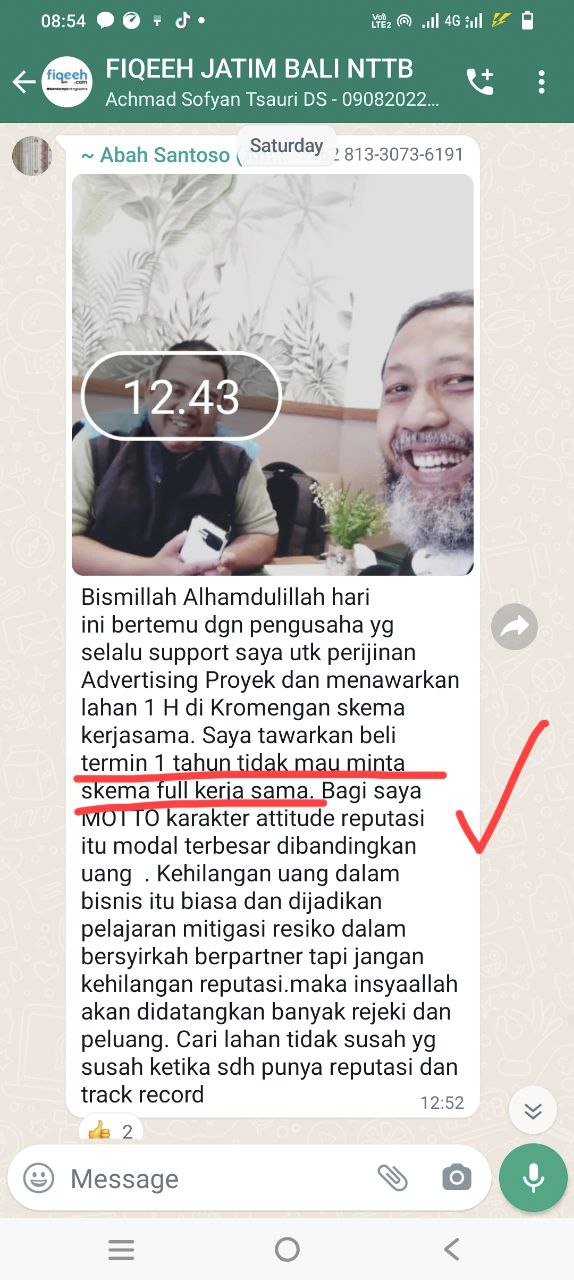 08:54
4G
fiqeeh
.com
FIQEEH JATIM BALI NTTB
Achmad Sofyan Tsauri DS - 09082022...
Saturday
~ Abah Santoso
813-3073-6191
12.43
Bismillah Alhamdulillah hari
ini bertemu dgn pengusaha yg
selalu support saya utk perijinan
Advertising Proyek dan menawarkan
lahan 1 H di Kromengan skema
kerjasama. Saya tawarkan beli
termin 1 tahun tidak mau minta
skema full kerja sama. Bagi saya
MOTTO karakter attitude reputasi
itu modal terbesar dibandingkan
uang  . Kehilangan uang dalam
bisnis itu biasa dan dijadikan
pelajaran mitigasi resiko dalam
bersyirkah berpartner tapi jangan
kehilangan reputasi.maka insyaallah
akan didatangkan banyak rejeki dan
peluang. Cari lahan tidak susah yg
susah ketika sdh punya reputasi dan
track record
12:52
👍 2
Message